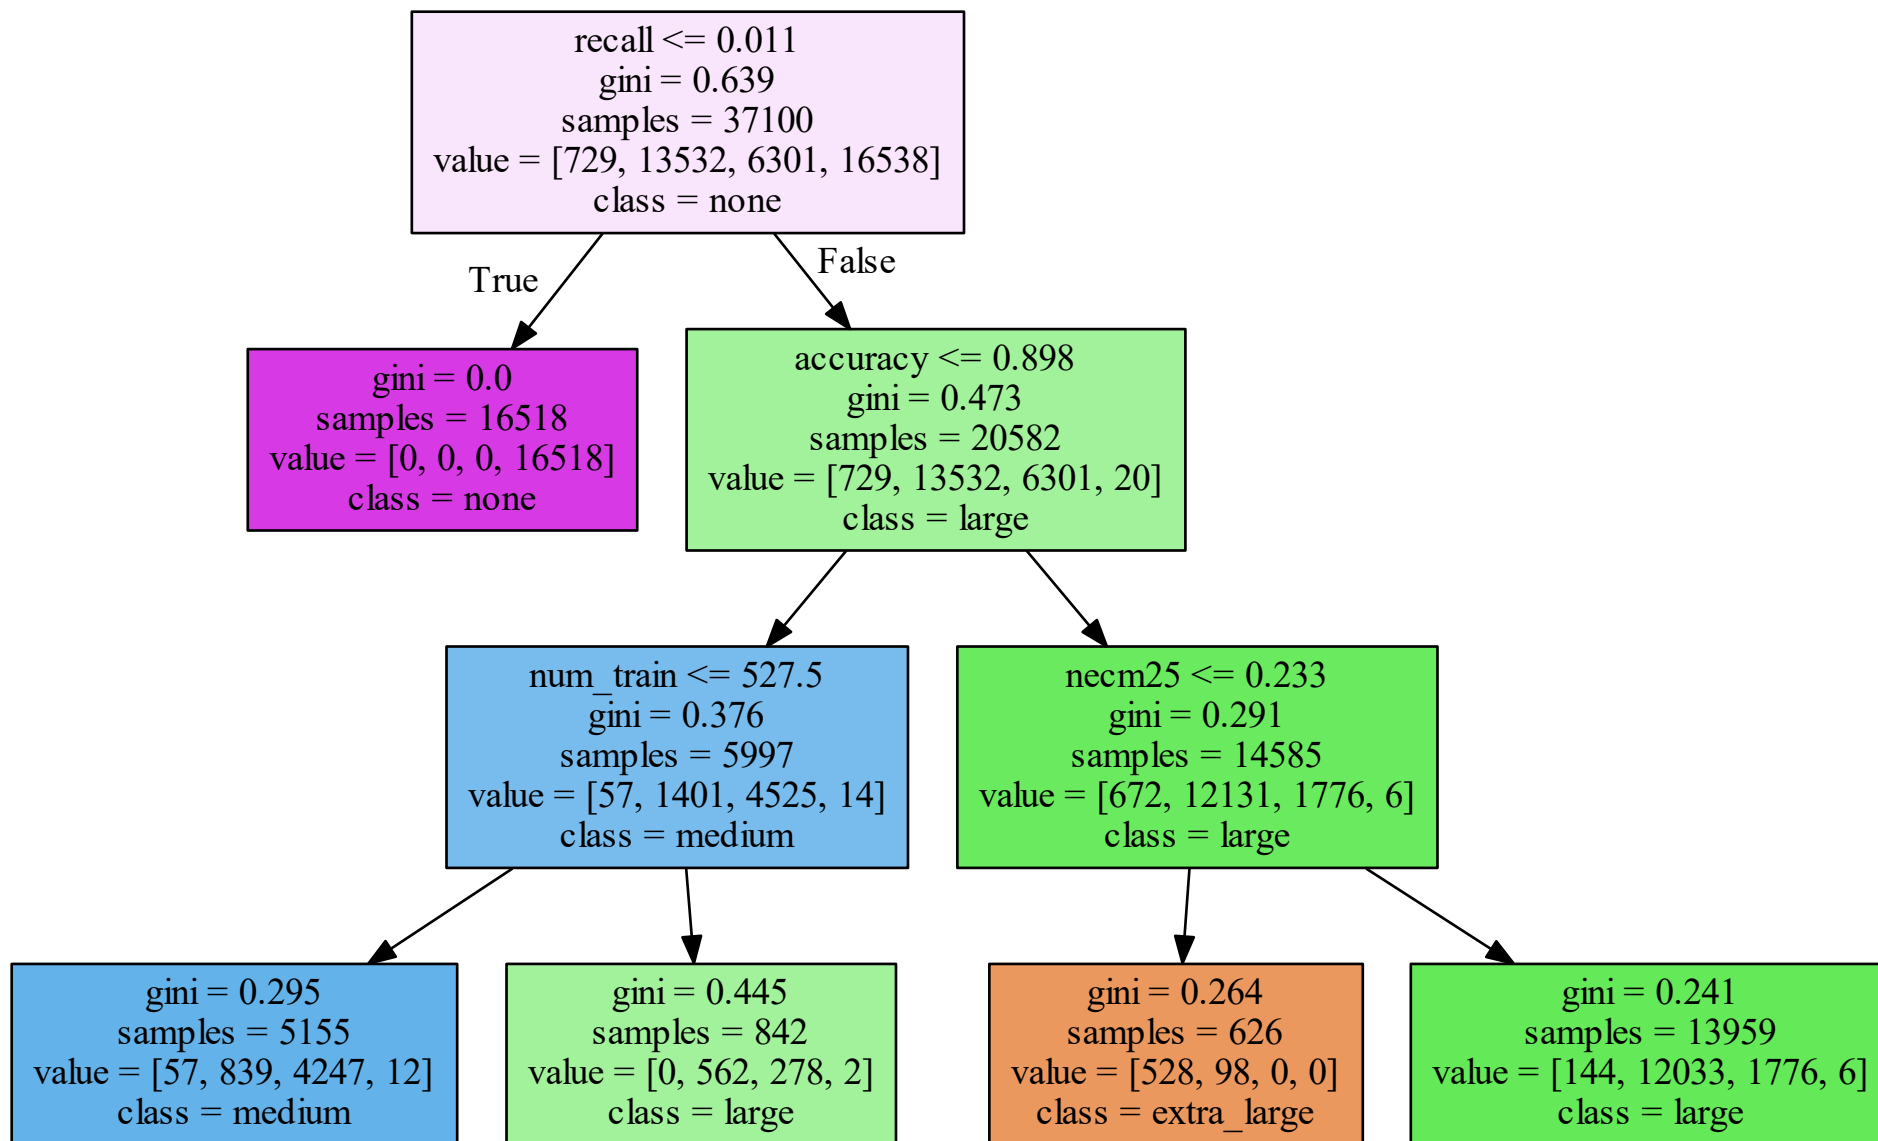 recall <= 0.011
gini = 0.639
samples = 37100
value = [729, 13532, 6301, 16538]
class = none
True
False
gini = 0.0
samples = 16518
value = [0, 0, 0, 16518]
class = none
accuracy <= 0.898
gini = 0.473
samples = 20582
value = [729, 13532, 6301, 20]
class = large
num_train <= 527.5
gini = 0.376
samples = 5997
value = [57, 1401, 4525, 14]
class = medium
necm25 <= 0.233
gini = 0.291
samples = 14585
value = [672, 12131, 1776, 6]
class = large
gini = 0.295
samples = 5155
value = [57, 839, 4247, 12]
class = medium
gini = 0.445
samples = 842
value = [0, 562, 278, 2]
class = large
gini = 0.264
samples = 626
value = [528, 98, 0, 0]
class = extra_large
gini = 0.241
samples = 13959
value = [144, 12033, 1776, 6]
class = large